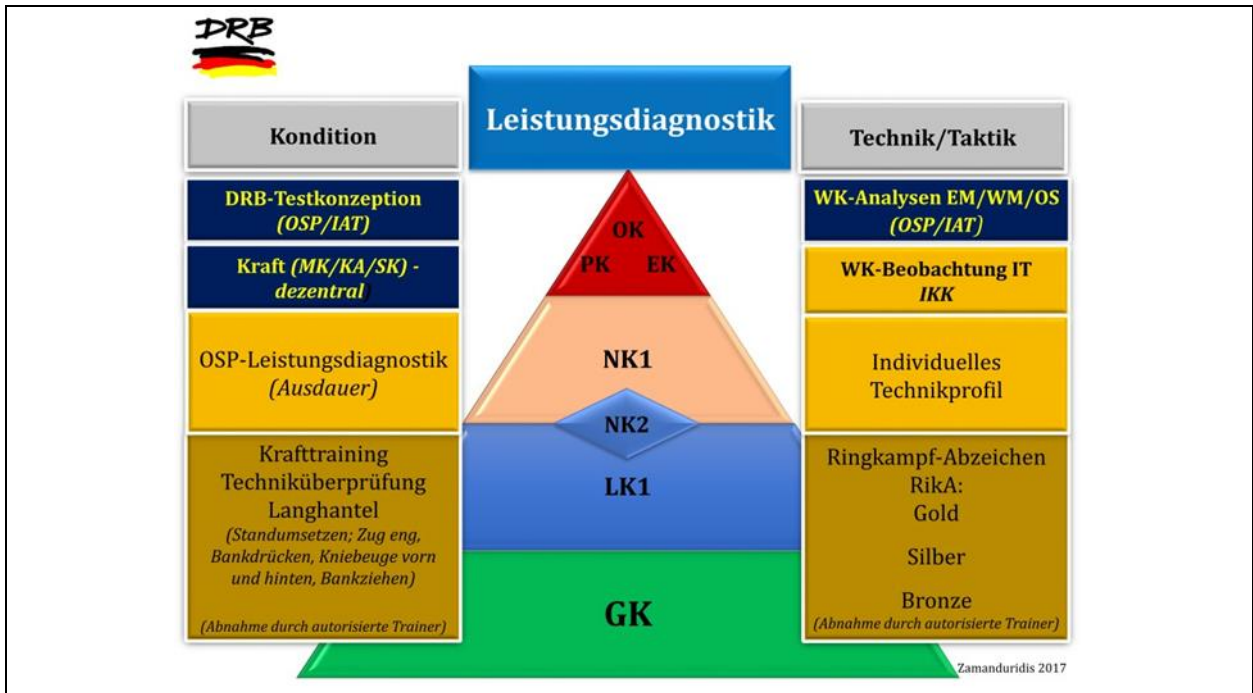 DRB
Leistungsdiagnostik
Kondition
DRB-Testkonzeption
(OSP/IAT)
Kraft (MK/KA/SK) -
dezentral)
OSP-Leistungsdiagnostik
(Ausdauer)
Krafttraining
Techniküberprüfung
Langhantel
(Standumsetzen; Zug eng,
Bankdrücken, Kniebeuge vorn
und hinten, Bankziehen)
(Abnahme durch autorisierte Trainer)
OK
PK EK
NK1
NK2
LK1
GK
Technik/Taktik
WK-Analysen EM/WM/OS
(OSP/IAT)
WK-Beobachtung IT
IKK
Individuelles
Technikprofil
Ringkampf-Abzeichen
RikA:
Gold
Silber
Bronze
(Abnahme durch autorisierte Trainer)
Zamanduridis 2017